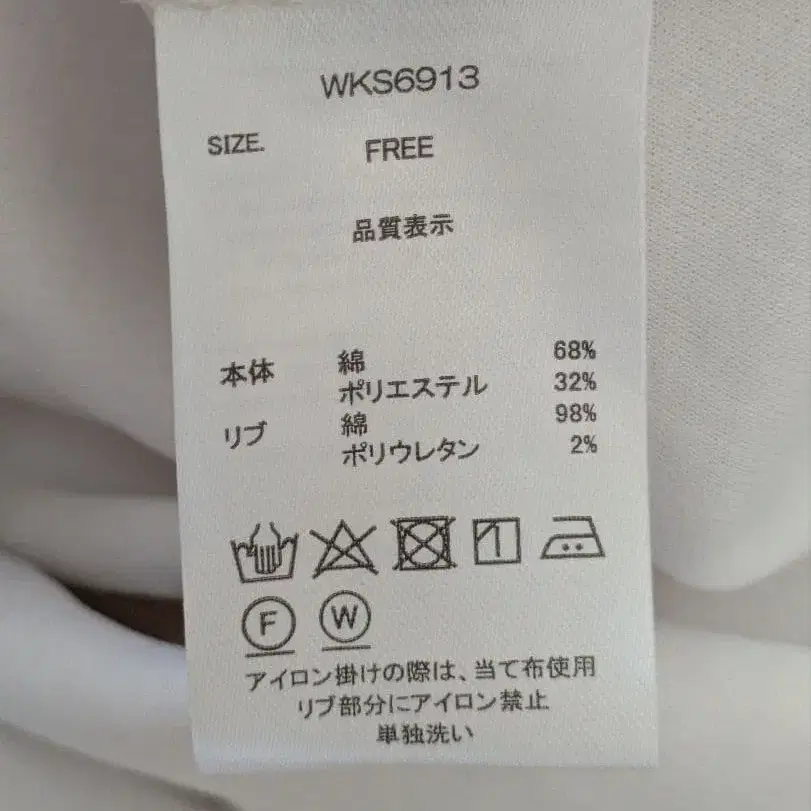 WKS6913
SIZE. FREE
品質表示
本体 綿 68%
ポリエステル 32%
リブ 綿 98%
ポリウレタン 2%
F W
アイロン掛けの際は、当て布使用
リブ部分にアイロン禁止
単独洗い